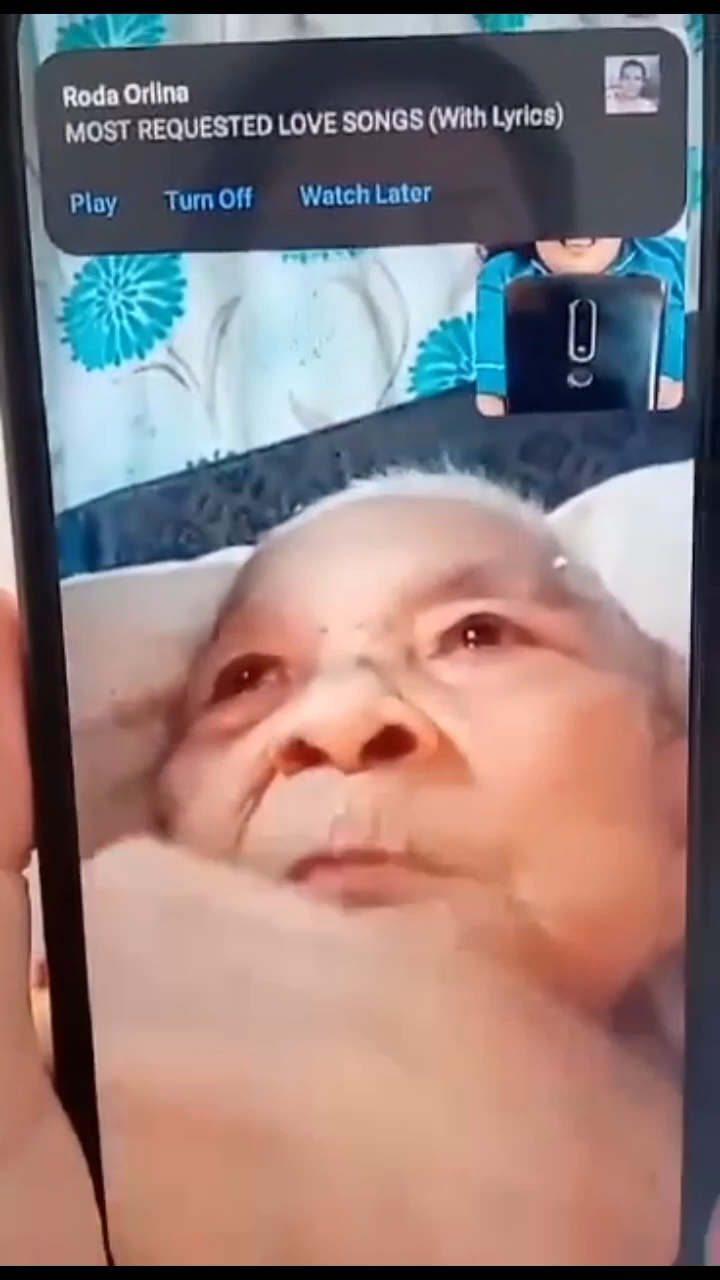 Roda Orlina
MOST REQUESTED LOVE SONGS (With Lyrics)
Play Turn Off Watch Later